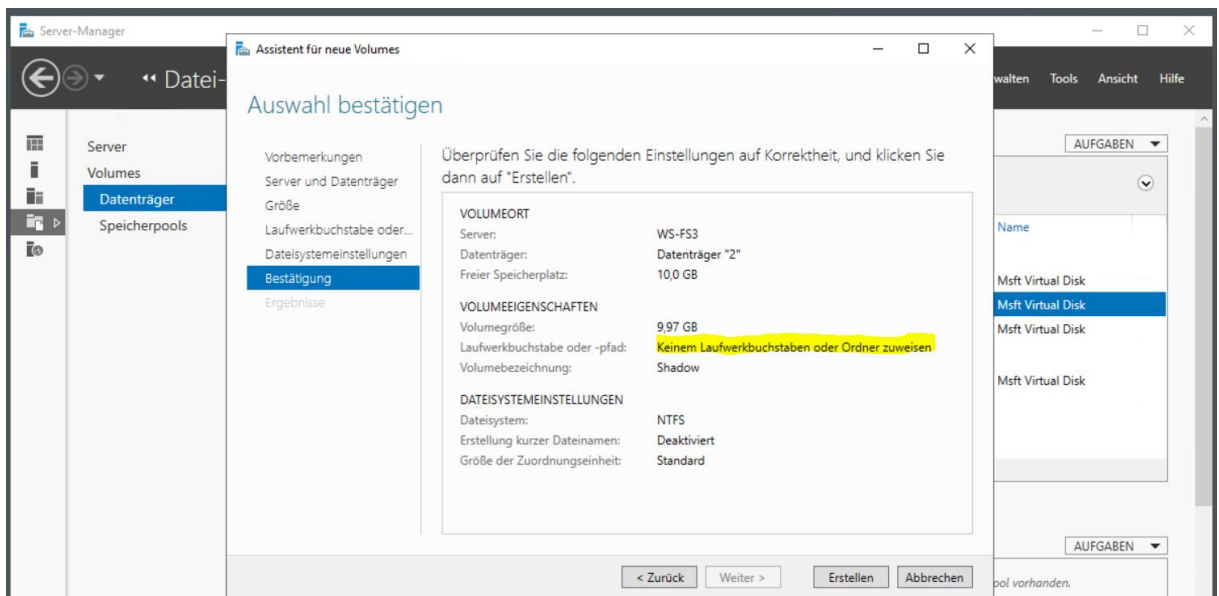 Server-Manager
Assistent für neue Volumes
Datei-
walten Tools Ansicht Hilfe
Auswahl bestätigen
Server
Volumes
Datenträger
Speicherpools
Vorbemerkungen
Server und Datenträger
Größe
Laufwerkbuchstabe oder...
Dateisystemeinstellungen
Bestätigung
Ergebnisse
Überprüfen Sie die folgenden Einstellungen auf Korrektheit, und klicken Sie
dann auf "Erstellen".
VOLUMEORT
Server: WS-FS3
Datenträger: Datenträger "2"
Freier Speicherplatz: 10,0 GB
VOLUMEEIGENSCHAFTEN
Volumegröße: 9,97 GB
Laufwerkbuchstabe oder -pfad: Keinem Laufwerkbuchstaben oder Ordner zuweisen
Volumebezeichnung: Shadow
DATEISYSTEMEINSTELLUNGEN
Dateisystem: NTFS
Erstellung kurzer Dateinamen: Deaktiviert
Größe der Zuordnungseinheit: Standard
< Zurück Weiter > Erstellen Abbrechen
AUFGABEN
Name
Msft Virtual Disk
Msft Virtual Disk
Msft Virtual Disk
Msft Virtual Disk
AUFGABEN
ool vorhanden.